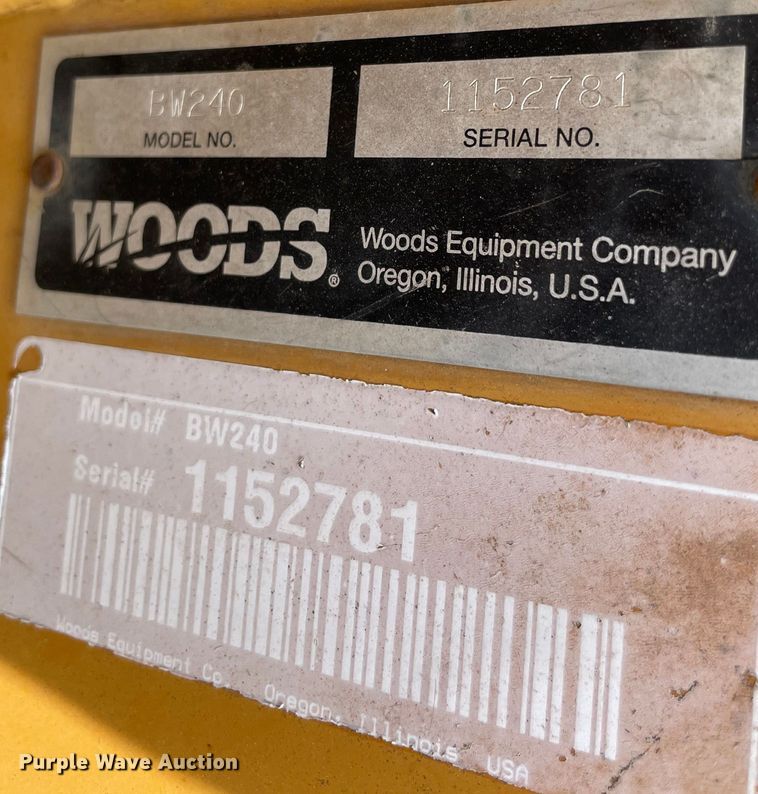 BW240
MODEL NO.
1152781
SERIAL NO.
WOODS®
Woods Equipment Company
Oregon, Illinois, U.S.A.
Model# BW240
Serial# 1152781
Woods Equipment Co. Oregon, Illinois USA
Purple Wave Auction